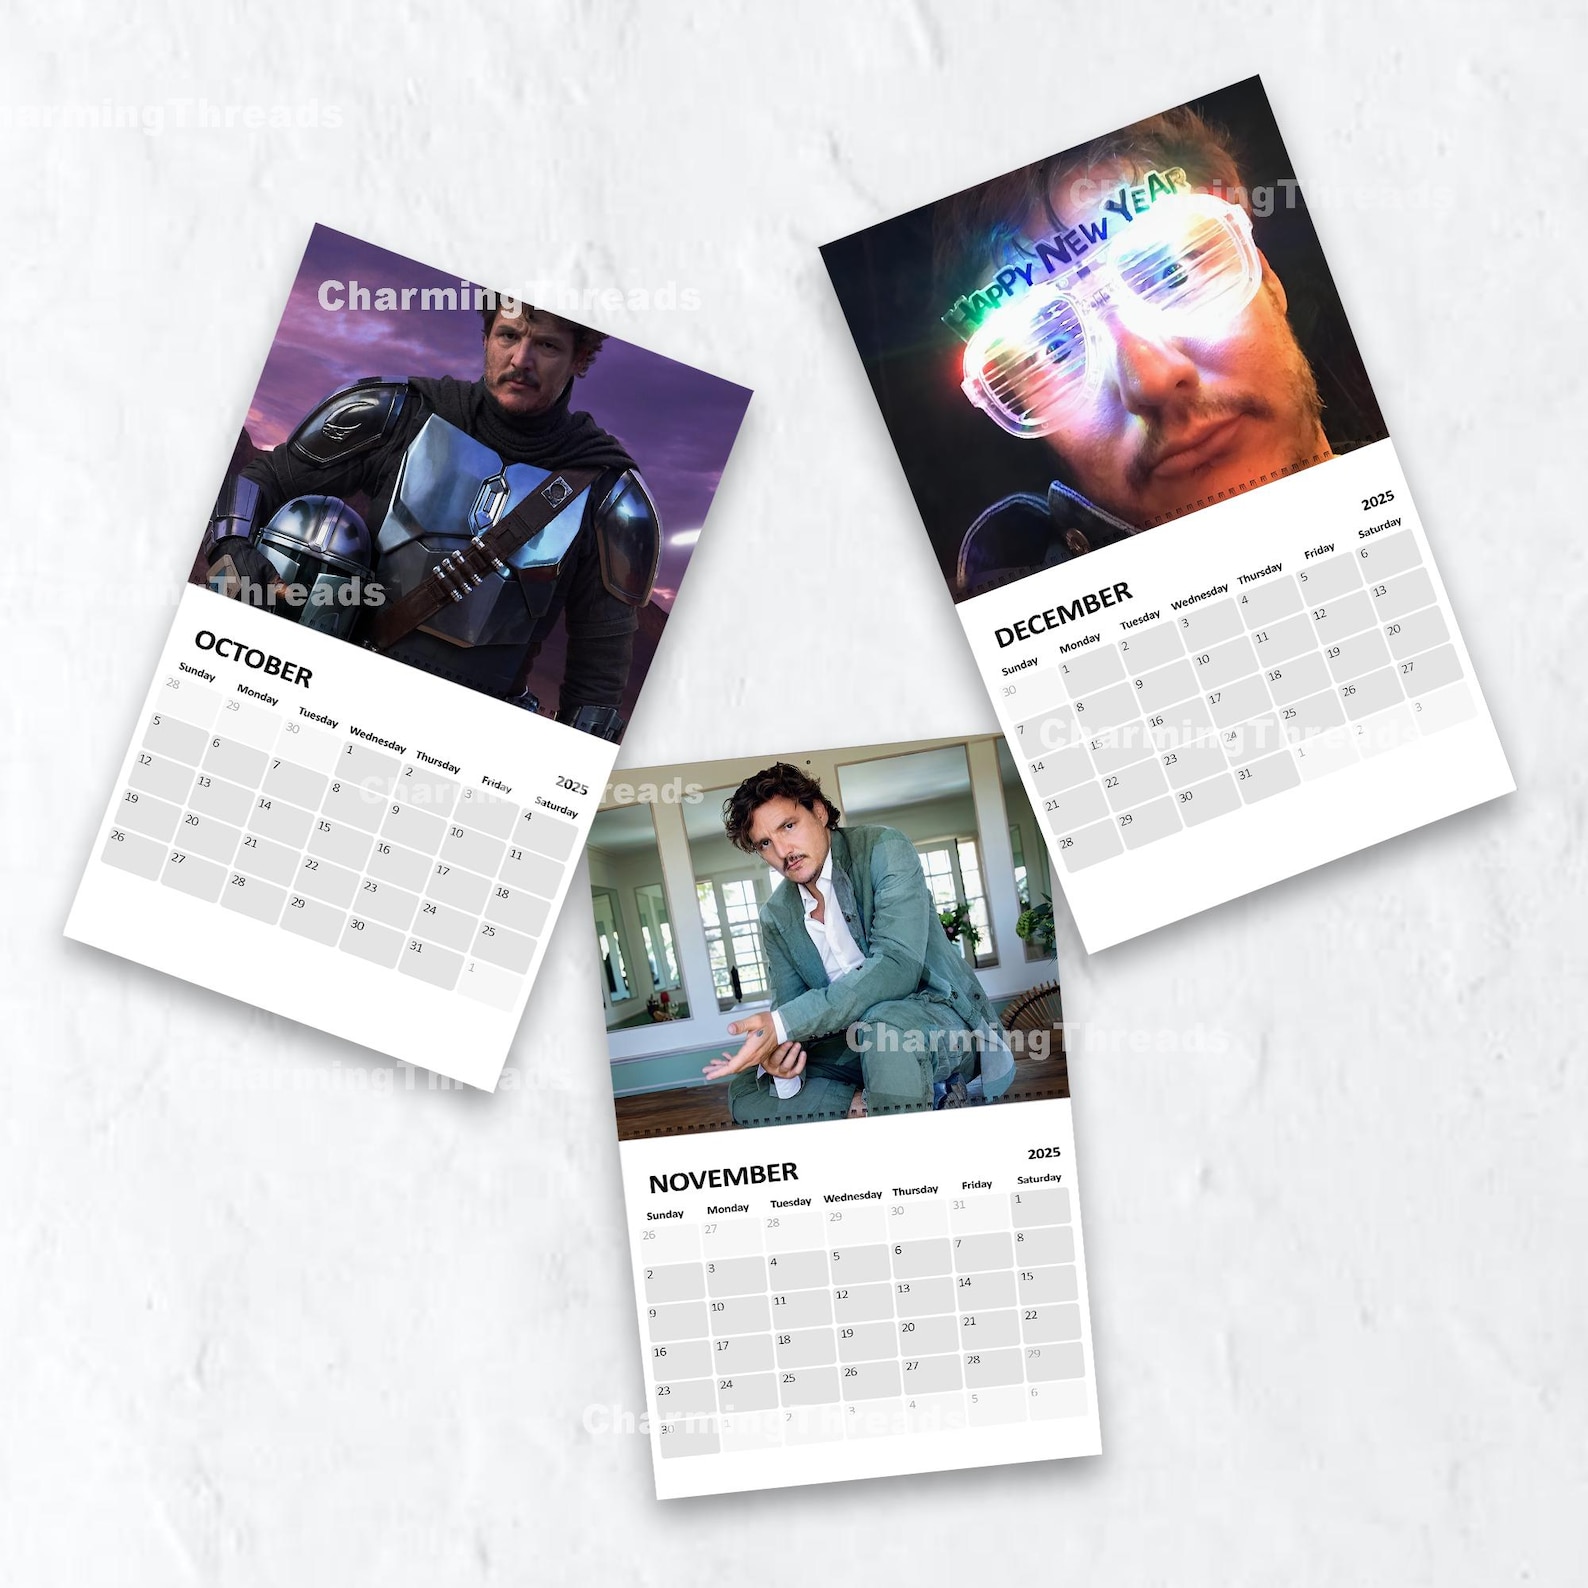 CharmingThreads
CharmingThreads
HAPPY NEW YEAR
CharmingThreads
CharmingThreads
OCTOBER
2025
Sunday Monday Tuesday Wednesday Thursday Friday Saturday
28 29 30 1 2 3 4
5 6 7 8 9 10 11
12 13 14 15 16 17 18
19 20 21 22 23 24 25
26 27 28 29 30 31 1
CharmingThreads
CharmingThreads
DECEMBER
2025
Sunday Monday Tuesday Wednesday Thursday Friday Saturday
30 1 2 3 4 5 6
7 8 9 10 11 12 13
14 15 16 17 18 19 20
21 22 23 24 25 26 27
28 29 30 31 1 2 3
CharmingThreads
CharmingThreads
NOVEMBER
2025
Sunday Monday Tuesday Wednesday Thursday Friday Saturday
26 27 28 29 30 31 1
2 3 4 5 6 7 8
9 10 11 12 13 14 15
16 17 18 19 20 21 22
23 24 25 26 27 28 29
30 1 2 3 4 5 6
CharmingThreads